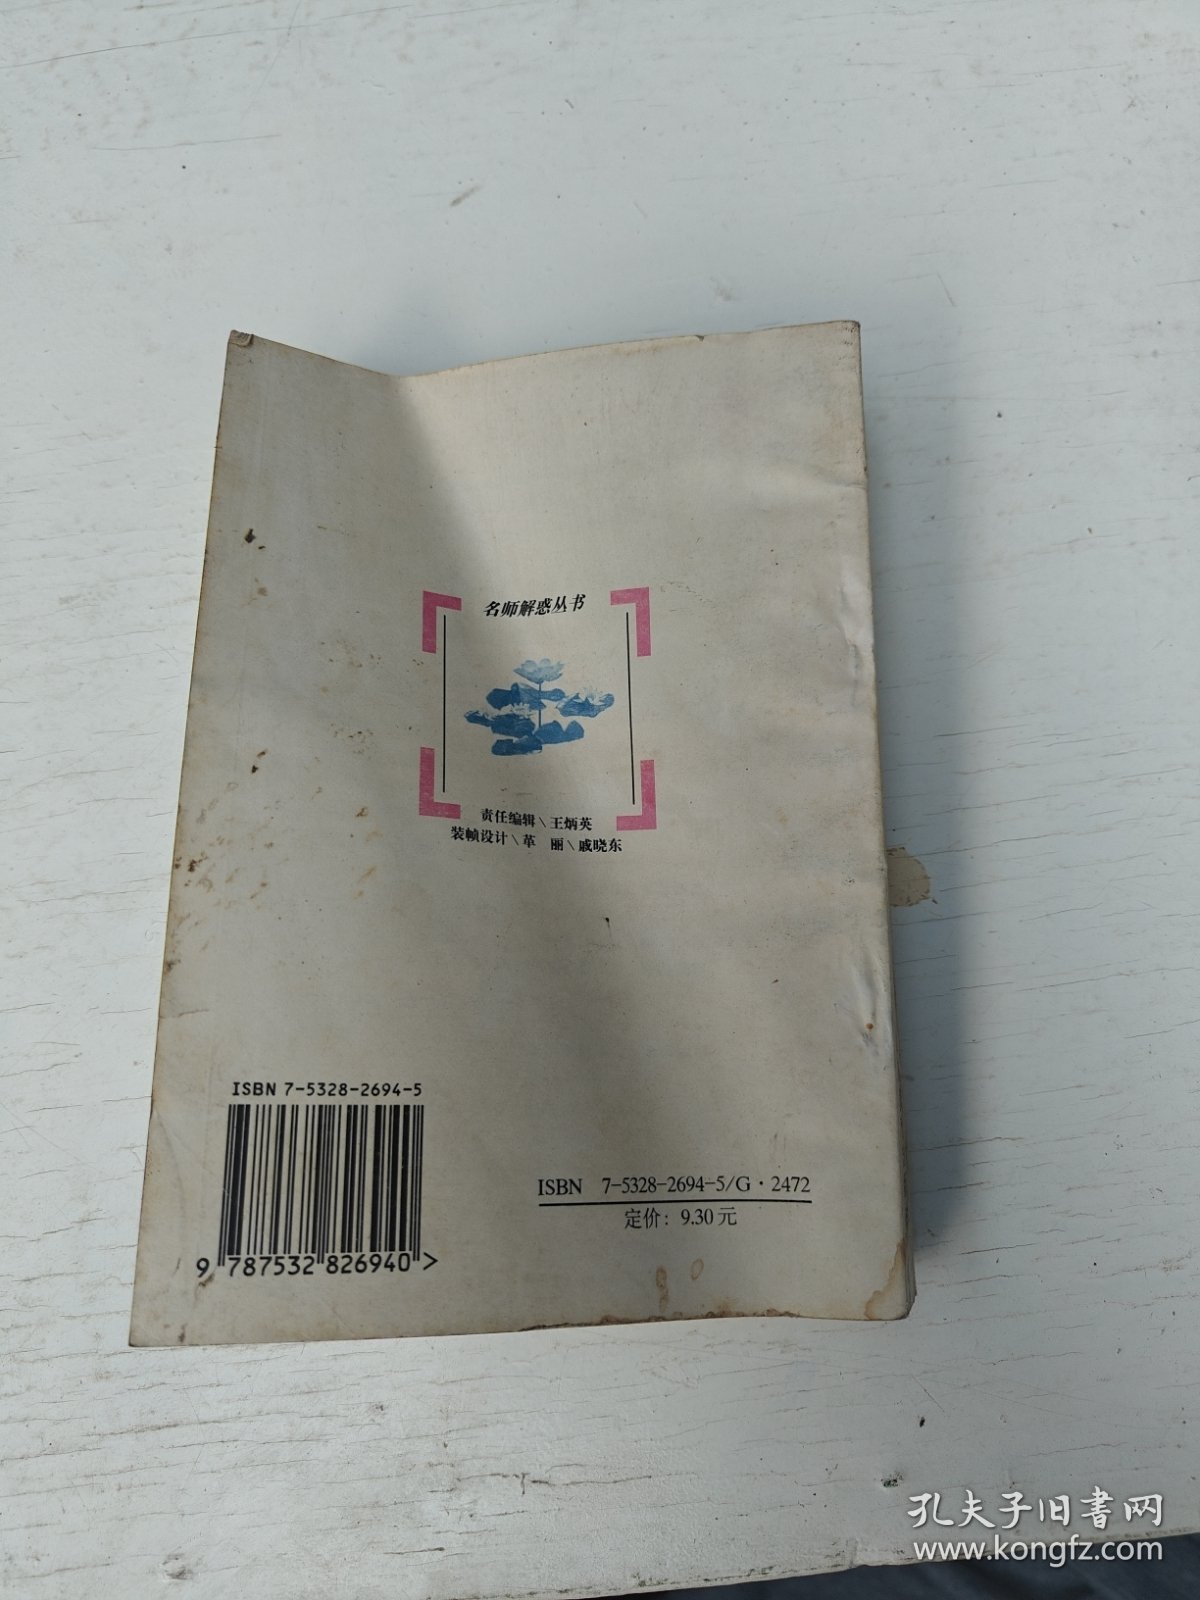 名师解惑丛书
责任编辑\王炳英
装帧设计\革　丽\戚晓东
ISBN 7-5328-2694-5
9 787532 826940 >
ISBN 7-5328-2694-5/G·2472
定价：9.30元
孔夫子旧书网
www.kongfz.com